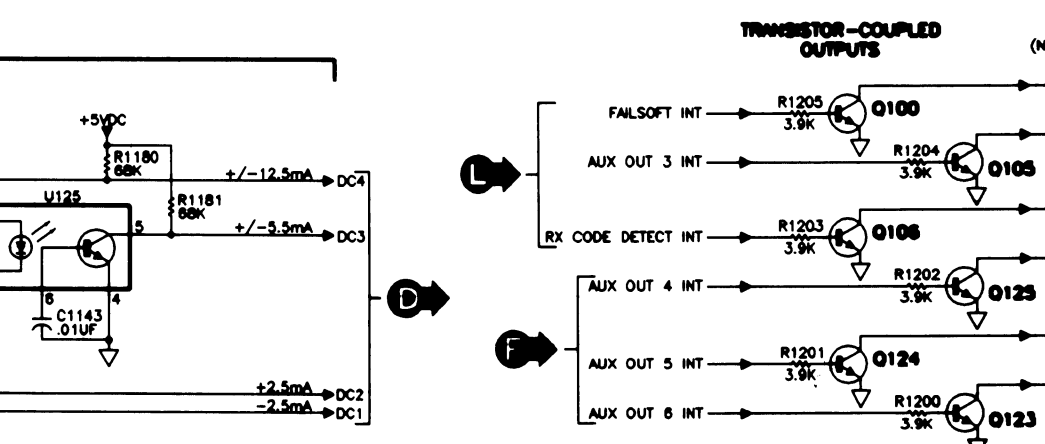 TRANSISTOR-COUPLED
OUTPUTS
(N
+5VDC
R1180
68K
+/-12.5mA
DC4
U125
R1181
68K
5
+/-5.5mA
DC3
6
4
C1143
.01UF
+2.5mA
DC2
-2.5mA
DC1
D
L
FAILSOFT INT
R1205
3.9K
Q100
AUX OUT 3 INT
R1204
3.9K
Q105
RX CODE DETECT INT
R1203
3.9K
Q106
F
AUX OUT 4 INT
R1202
3.9K
Q125
AUX OUT 5 INT
R1201
3.9K
Q124
AUX OUT 6 INT
R1200
3.9K
Q123